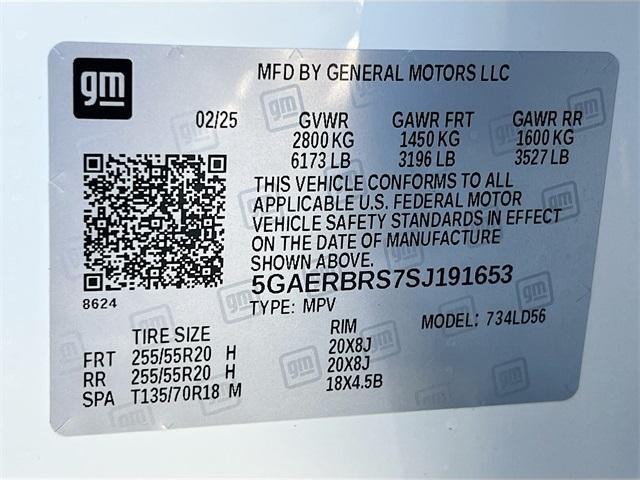 gm
MFD BY GENERAL MOTORS LLC
02/25 GVWR GAWR FRT GAWR RR
2800 KG 1450 KG 1600 KG
6173 LB 3196 LB 3527 LB
THIS VEHICLE CONFORMS TO ALL
APPLICABLE U.S. FEDERAL MOTOR
VEHICLE SAFETY STANDARDS IN EFFECT
ON THE DATE OF MANUFACTURE
SHOWN ABOVE.
8624
5GAERBRS7SJ191653
TYPE: MPV MODEL: 734LD56
TIRE SIZE RIM
FRT 255/55R20 H 20X8J
RR 255/55R20 H 20X8J
SPA T135/70R18 M 18X4.5B